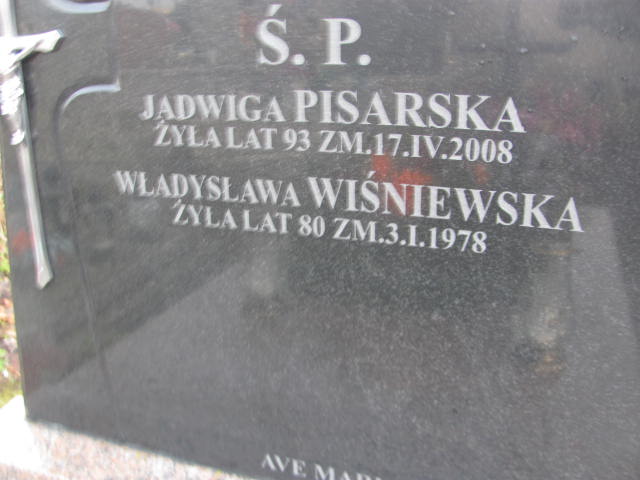 Ś. P.
JADWIGA PISARSKA
ŻYŁA LAT 93 ZM.17.IV.2008
WŁADYSŁAWA WIŚNIEWSKA
ŻYŁA LAT 80 ZM.3.I.1978
AVE